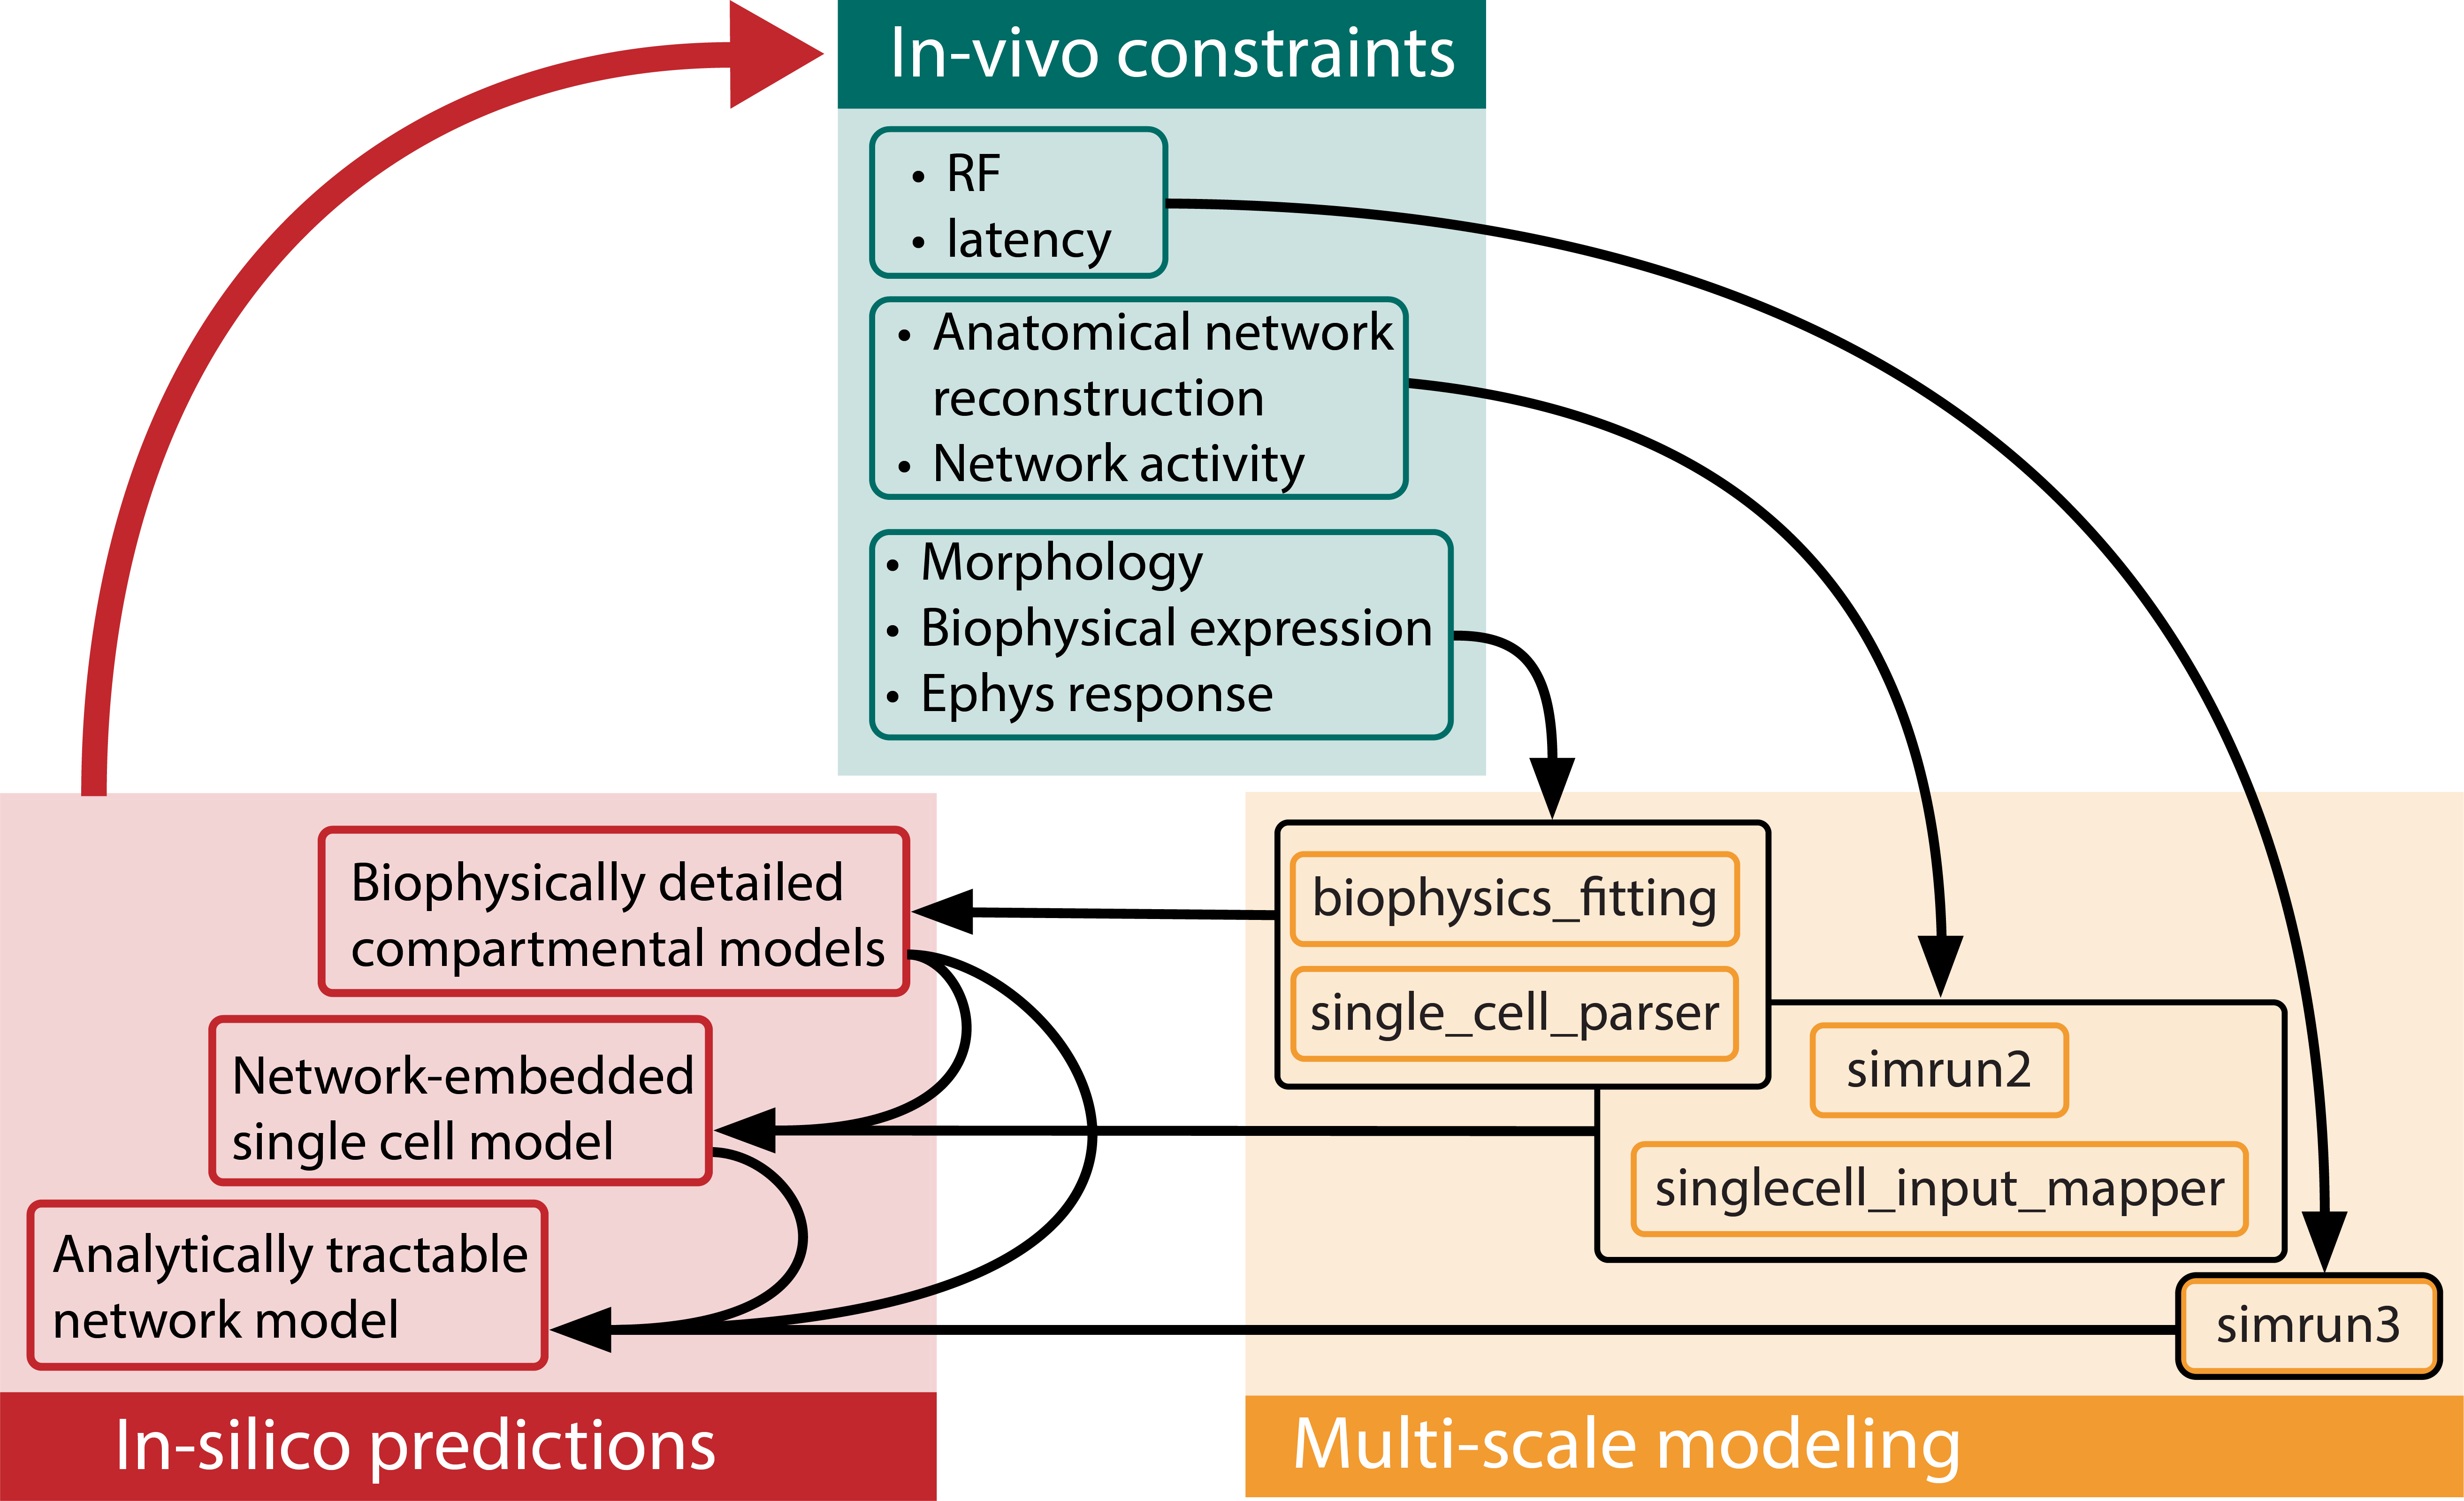 In-vivo constraints
• RF
• latency
• Anatomical network
reconstruction
• Network activity
• Morphology
• Biophysical expression
• Ephys response
Biophysically detailed
compartmental models
Network-embedded
single cell model
Analytically tractable
network model
In-silico predictions
biophysics_fitting
single_cell_parser
simrun2
singlecell_input_mapper
simrun3
Multi-scale modeling